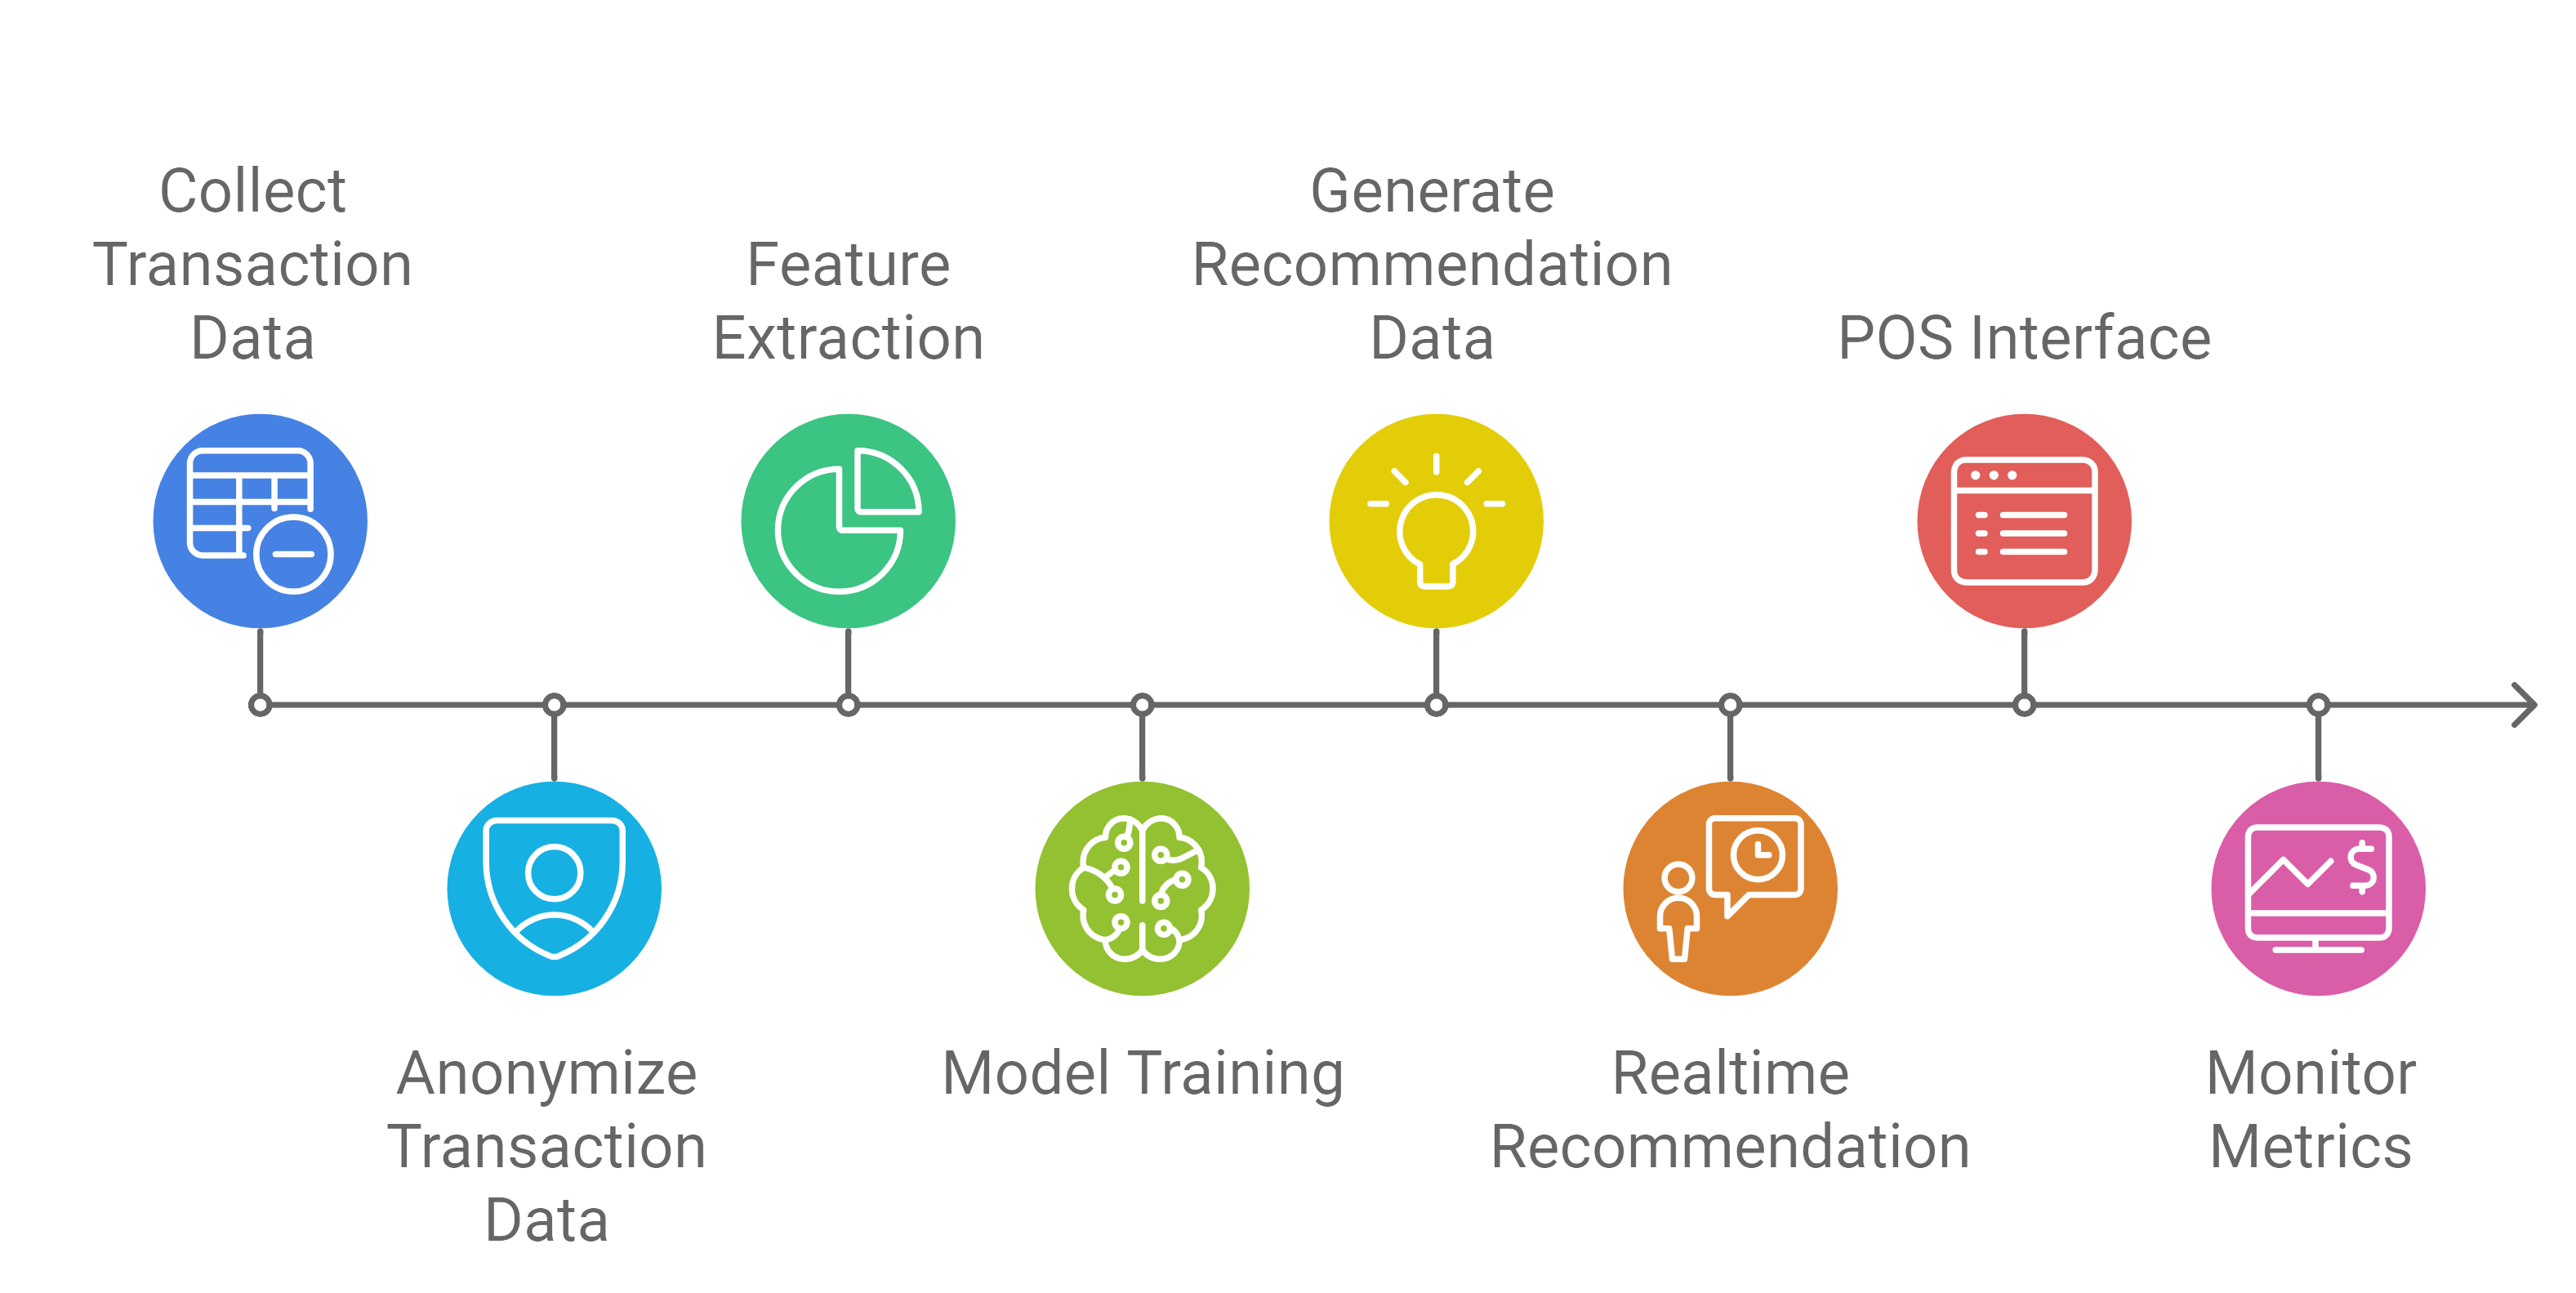 Collect
Transaction
Data
Anonymize
Transaction
Data
Feature
Extraction
Model Training
Generate
Recommendation
Data
Realtime
Recommendation
POS Interface
Monitor
Metrics
$